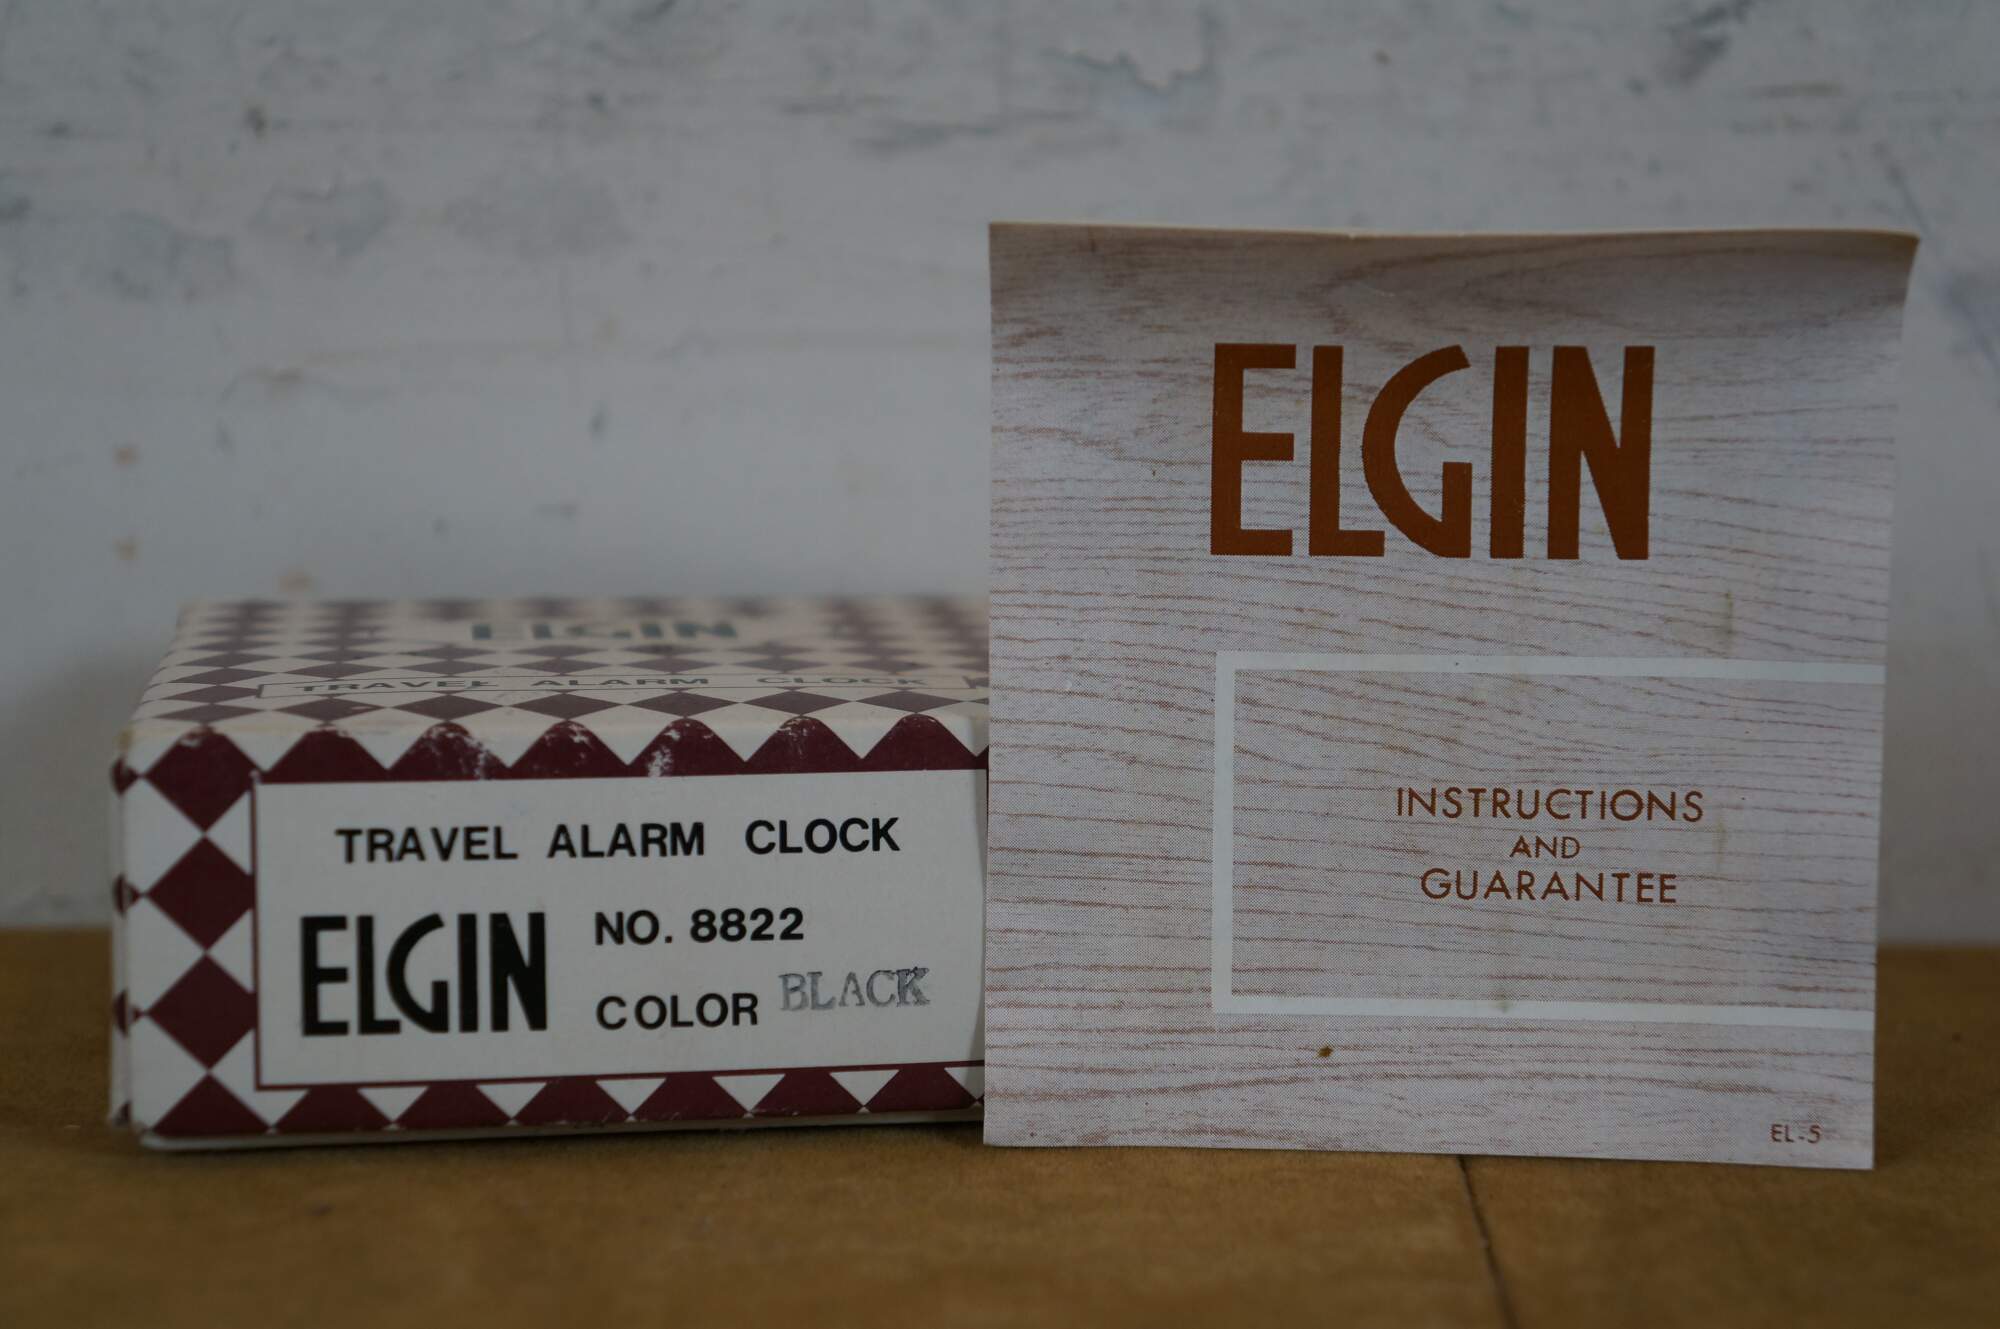 ELGIN
TRAVEL ALARM CLOCK
TRAVEL ALARM CLOCK
ELGIN
NO. 8822
COLOR BLACK
ELGIN
INSTRUCTIONS
AND
GUARANTEE
EL-5